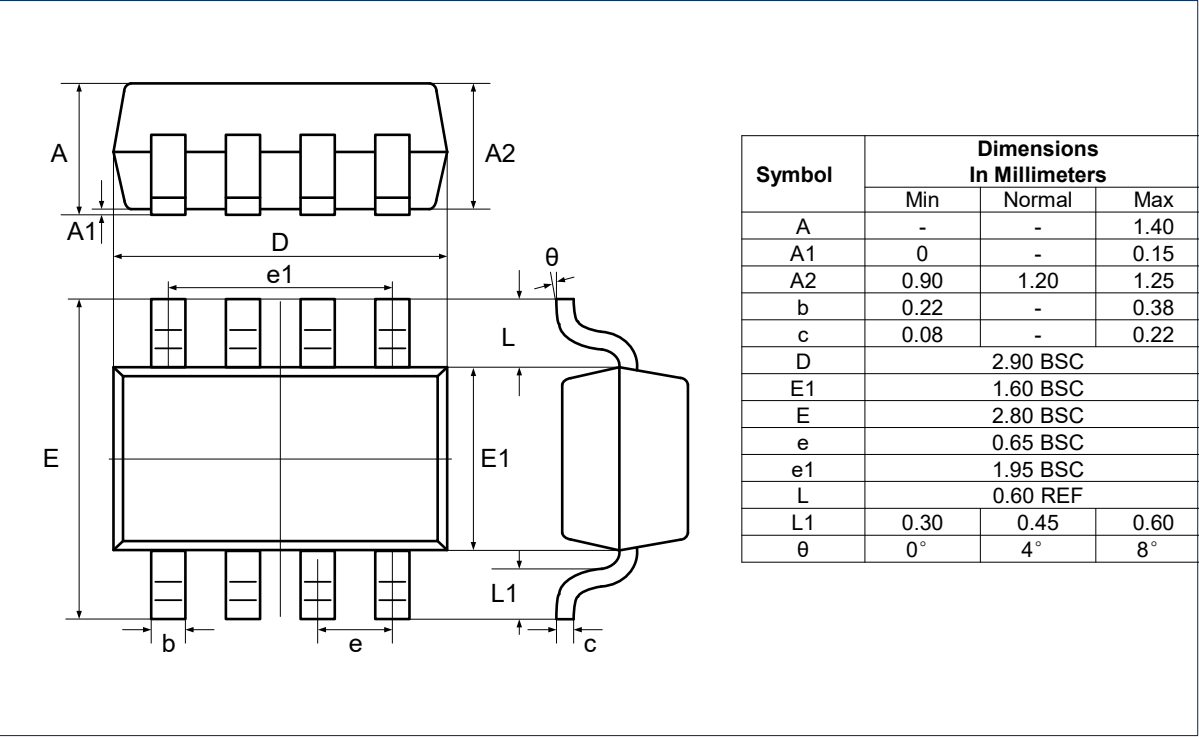 A
A2
A1
D
e1
θ
L
E
E1
L1
b
e
c
Symbol Dimensions In Millimeters
Min Normal Max
A - - 1.40
A1 0 - 0.15
A2 0.90 1.20 1.25
b 0.22 - 0.38
c 0.08 - 0.22
D 2.90 BSC
E1 1.60 BSC
E 2.80 BSC
e 0.65 BSC
e1 1.95 BSC
L 0.60 REF
L1 0.30 0.45 0.60
θ 0° 4° 8°